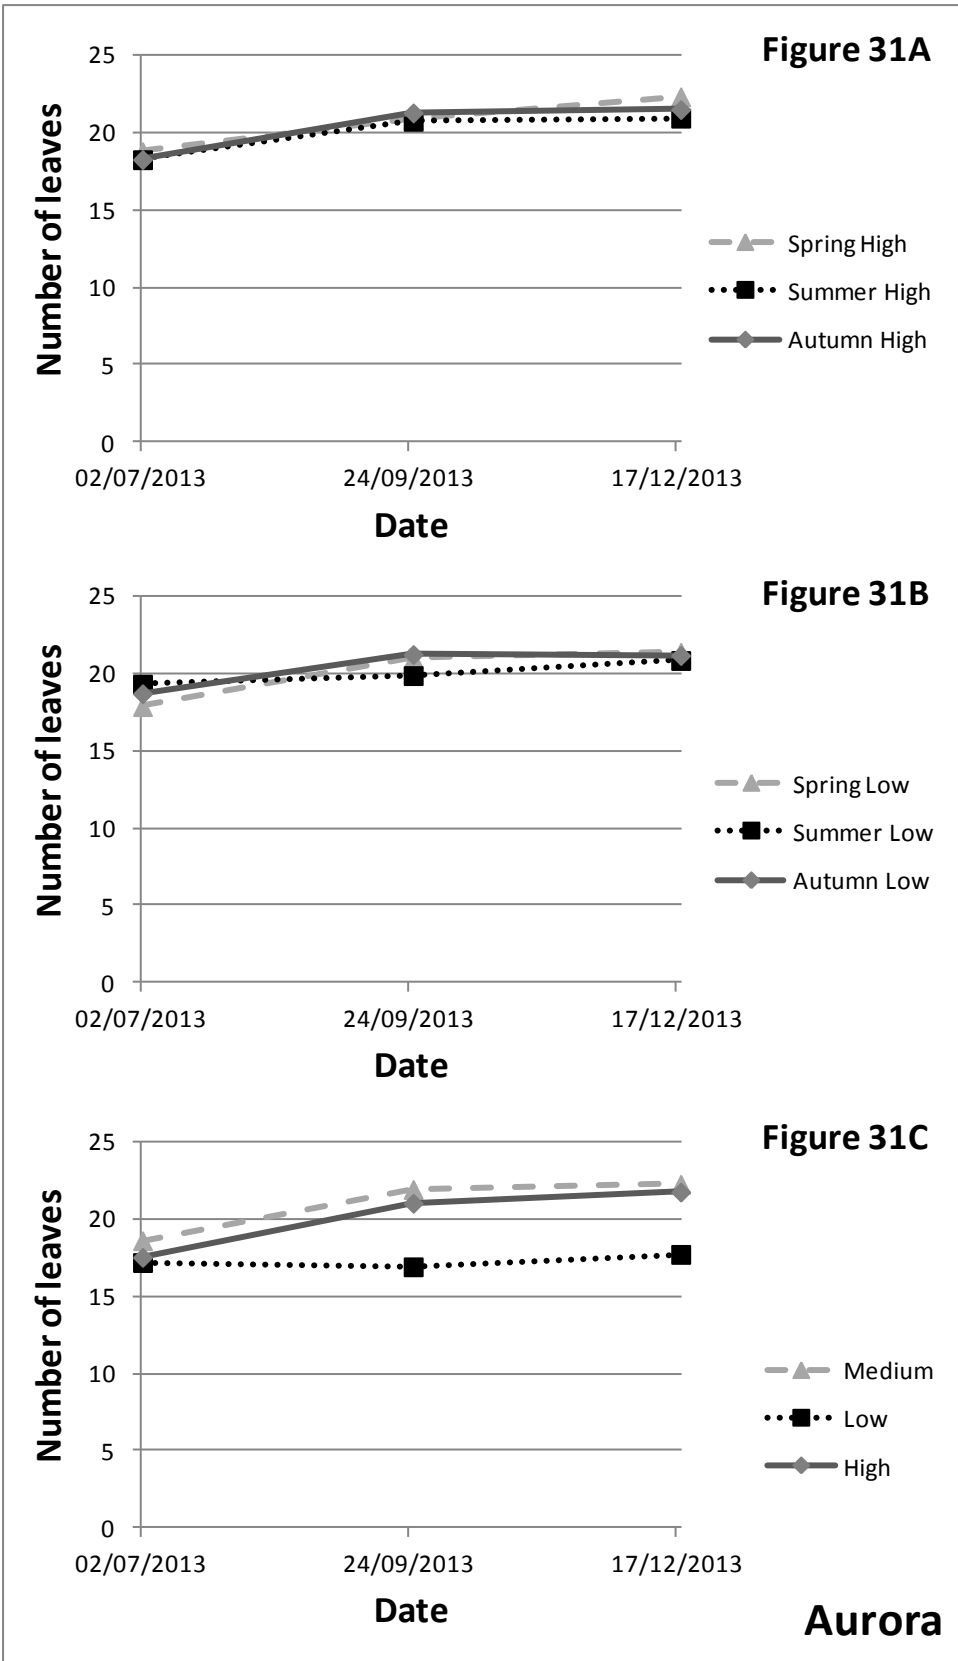 Figure 31A
Number of leaves
25
20
15
10
5
0
02/07/2013 24/09/2013 17/12/2013
Date
Spring High
Summer High
Autumn High
Figure 31B
Number of leaves
25
20
15
10
5
0
02/07/2013 24/09/2013 17/12/2013
Date
Spring Low
Summer Low
Autumn Low
Figure 31C
Number of leaves
25
20
15
10
5
0
02/07/2013 24/09/2013 17/12/2013
Date
Medium
Low
High
Aurora